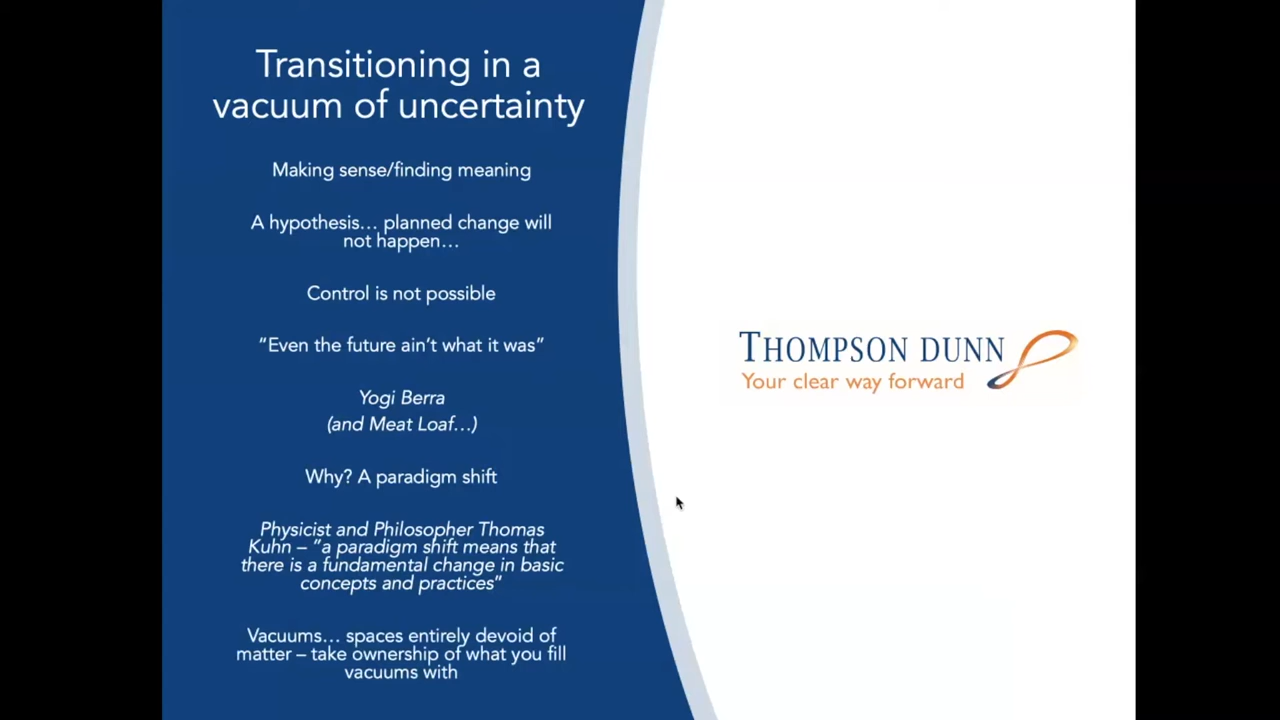 Transitioning in a
vacuum of uncertainty
Making sense/finding meaning
A hypothesis… planned change will
not happen…
Control is not possible
“Even the future ain’t what it was”
Yogi Berra
(and Meat Loaf…)
Why? A paradigm shift
Physicist and Philosopher Thomas
Kuhn – “a paradigm shift means that
there is a fundamental change in basic
concepts and practices”
Vacuums… spaces entirely devoid of
matter – take ownership of what you fill
vacuums with
THOMPSON DUNN
Your clear way forward